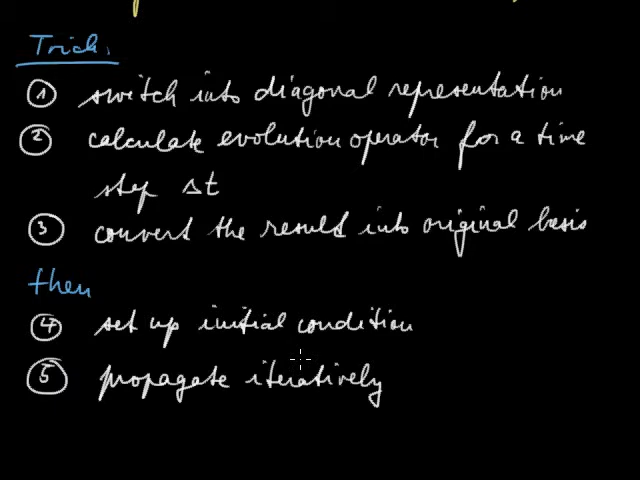 Trick:
① switch into diagonal representation
② calculate evolution operator for a time
step Δt
③ convert the result into original basis
then
④ set up initial condition
⑤ propagate iteratively